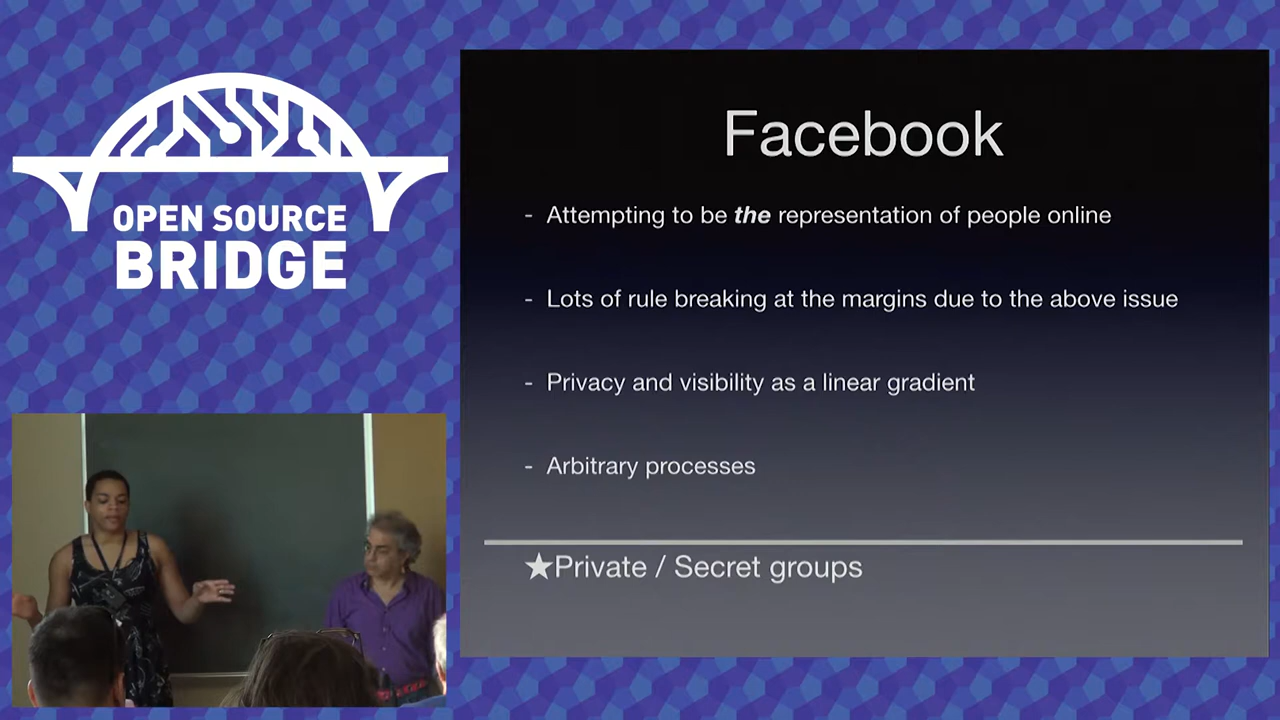 OPEN SOURCE
BRIDGE
Facebook
- Attempting to be the representation of people online
- Lots of rule breaking at the margins due to the above issue
- Privacy and visibility as a linear gradient
- Arbitrary processes
★Private / Secret groups